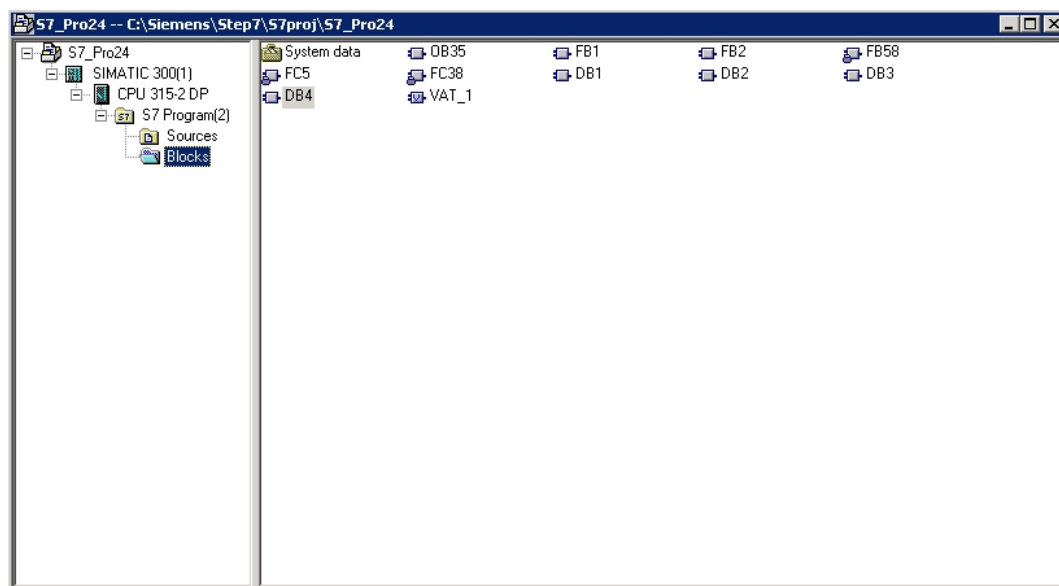 S7_Pro24 -- C:\Siemens\Step7\S7proj\S7_Pro24
S7_Pro24
SIMATIC 300(1)
CPU 315-2 DP
S7 Program(2)
Sources
Blocks
System data OB35 FB1 FB2 FB58
FC5 FC38 DB1 DB2 DB3
DB4 VAT_1